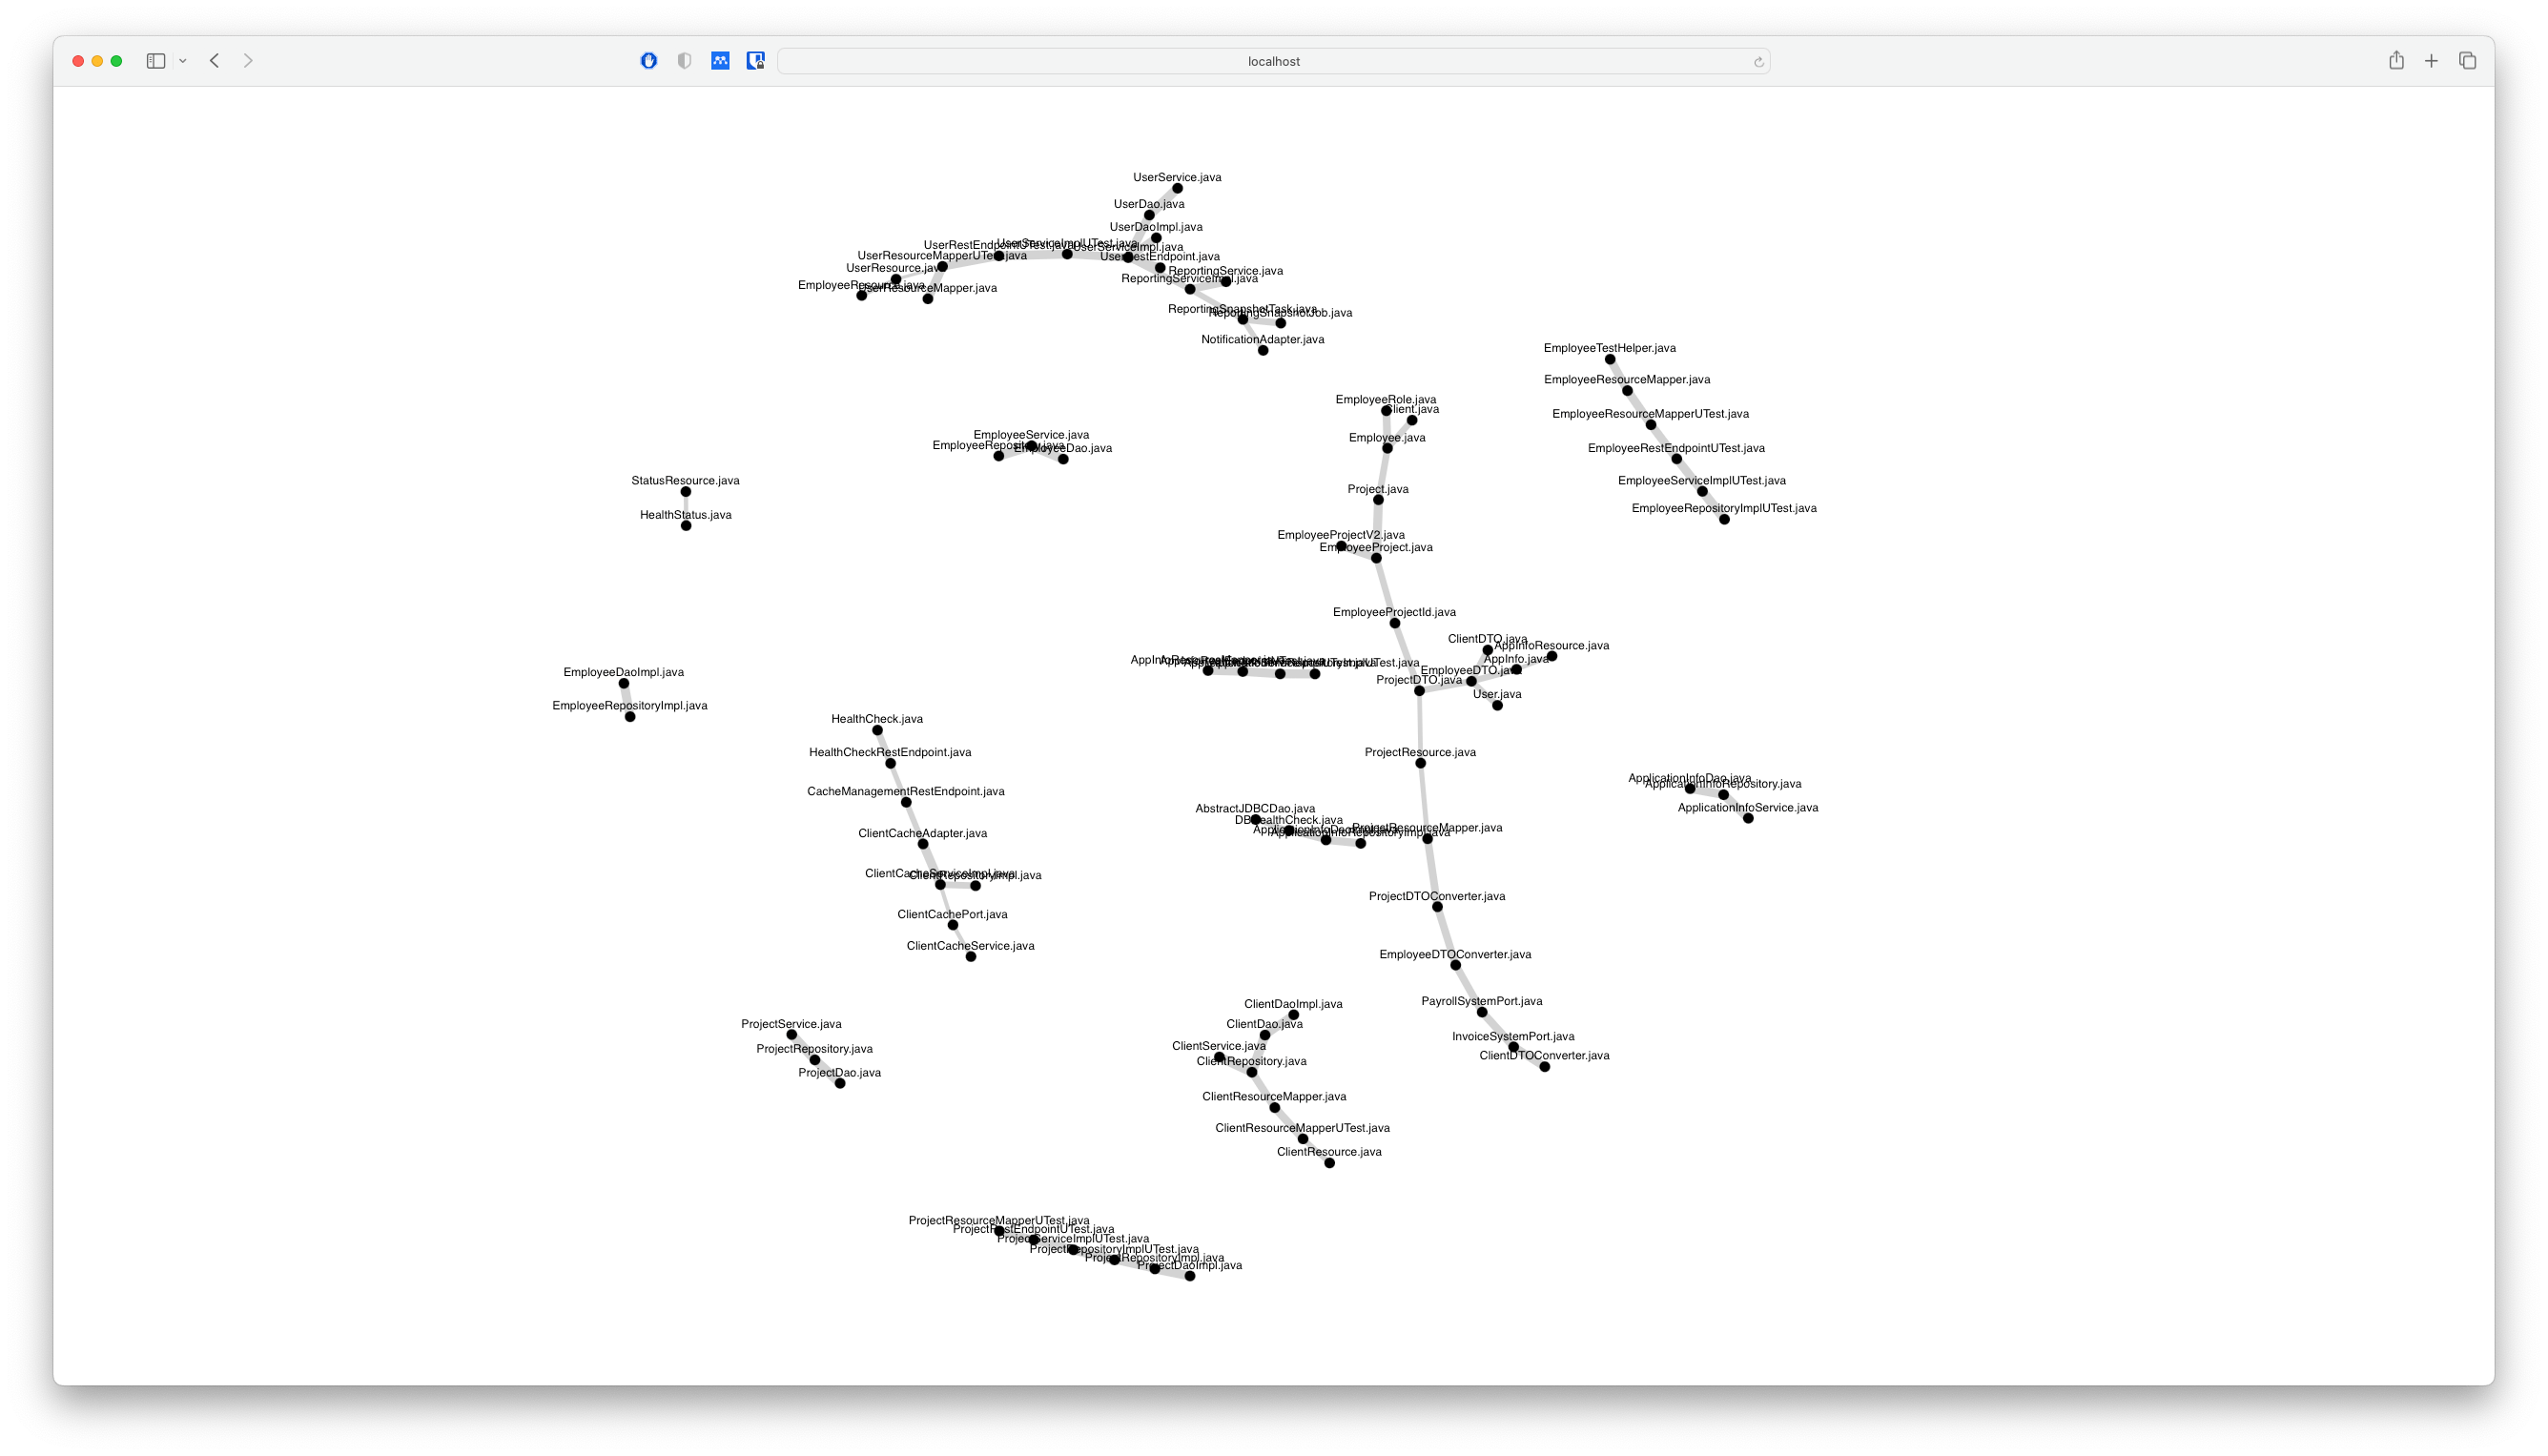 localhost
UserService.java
UserDao.java
UserDaoImpl.java
UserServiceImplUTest.java
UserRestEndpointUTest.java
UserServiceImpl.java
UserResourceMapperUTest.java
UserRestEndpoint.java
UserResource.java
ReportingService.java
ReportingServiceImpl.java
EmployeeResource.java
UserResourceMapper.java
ReportingSnapshotTask.java
ReportingSnapshotJob.java
NotificationAdapter.java
EmployeeTestHelper.java
EmployeeResourceMapper.java
EmployeeRole.java
Client.java
EmployeeResourceMapperUTest.java
EmployeeService.java
Employee.java
EmployeeRepository.java
EmployeeDao.java
EmployeeRestEndpointUTest.java
StatusResource.java
EmployeeServiceImplUTest.java
Project.java
EmployeeRepositoryImplUTest.java
HealthStatus.java
EmployeeProjectV2.java
EmployeeProject.java
EmployeeProjectId.java
ClientDTO.java
AppInfoResource.java
AppInfo.java
EmployeeDaoImpl.java
EmployeeDTO.java
ProjectDTO.java
User.java
EmployeeRepositoryImpl.java
HealthCheck.java
HealthCheckRestEndpoint.java
ProjectResource.java
ApplicationInfoDao.java
ApplicationInfoRepository.java
CacheManagementRestEndpoint.java
ApplicationInfoService.java
AbstractJDBCDao.java
DBHealthCheck.java
ProjectResourceMapper.java
ApplicationInfoRepositoryImpl.java
ClientCacheAdapter.java
ClientCacheServiceImpl.java
ClientRepositoryImpl.java
ProjectDTOConverter.java
ClientCachePort.java
ClientCacheService.java
EmployeeDTOConverter.java
PayrollSystemPort.java
ClientDaoImpl.java
ProjectService.java
ClientDao.java
InvoiceSystemPort.java
ClientService.java
ProjectRepository.java
ClientDTOConverter.java
ClientRepository.java
ProjectDao.java
ClientResourceMapper.java
ClientResourceMapperUTest.java
ClientResource.java
ProjectResourceMapperUTest.java
ProjectRestEndpointUTest.java
ProjectServiceImplUTest.java
ProjectRepositoryImplUTest.java
ProjectRepositoryImpl.java
ProjectDaoImpl.java